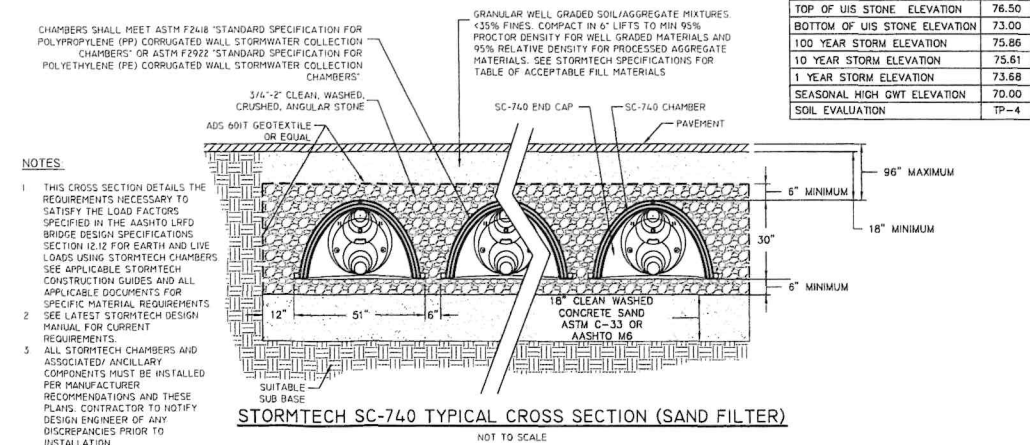 CHAMBERS SHALL MEET ASTM F2418 "STANDARD SPECIFICATION FOR
POLYPROPYLENE (PP) CORRUGATED WALL STORMWATER COLLECTION
CHAMBERS" OR ASTM F2922 "STANDARD SPECIFICATION FOR
POLYETHYLENE (PE) CORRUGATED WALL STORMWATER COLLECTION
CHAMBERS"
GRANULAR WELL GRADED SOIL/AGGREGATE MIXTURES.
<35% FINES. COMPACT IN 6" LIFTS TO MIN 95%
PROCTOR DENSITY FOR WELL GRADED MATERIALS AND
95% RELATIVE DENSITY FOR PROCESSED AGGREGATE
MATERIALS. SEE STORMTECH SPECIFICATIONS FOR
TABLE OF ACCEPTABLE FILL MATERIALS
TOP OF UIS STONE ELEVATION 76.50
BOTTOM OF UIS STONE ELEVATION 73.00
100 YEAR STORM ELEVATION 75.86
10 YEAR STORM ELEVATION 75.61
1 YEAR STORM ELEVATION 73.68
SEASONAL HIGH GWT ELEVATION 70.00
SOIL EVALUATION TP-4
3/4"-2" CLEAN, WASHED,
CRUSHED, ANGULAR STONE
ADS 601T GEOTEXTILE
OR EQUAL
SC-740 END CAP
SC-740 CHAMBER
PAVEMENT
96" MAXIMUM
6" MINIMUM
18" MINIMUM
30"
6" MINIMUM
12"
51"
6"
18" CLEAN WASHED
CONCRETE SAND
ASTM C-33 OR
AASHTO M6
SUITABLE
SUB BASE
NOTES
1 THIS CROSS SECTION DETAILS THE
REQUIREMENTS NECESSARY TO
SATISFY THE LOAD FACTORS
SPECIFIED IN THE AASHTO LRFD
BRIDGE DESIGN SPECIFICATIONS
SECTION 12.12 FOR EARTH AND LIVE
LOADS USING STORMTECH CHAMBERS
SEE APPLICABLE STORMTECH
CONSTRUCTION GUIDES AND ALL
APPLICABLE DOCUMENTS FOR
SPECIFIC MATERIAL REQUIREMENTS
2 SEE LATEST STORMTECH DESIGN
MANUAL FOR CURRENT
REQUIREMENTS.
3 ALL STORMTECH CHAMBERS AND
ASSOCIATED/ ANCILLARY
COMPONENTS MUST BE INSTALLED
PER MANUFACTURER
RECOMMENDATIONS AND THESE
PLANS. CONTRACTOR TO NOTIFY
DESIGN ENGINEER OF ANY
DISCREPANCIES PRIOR TO
INSTALLATION
STORMTECH SC-740 TYPICAL CROSS SECTION (SAND FILTER)
NOT TO SCALE